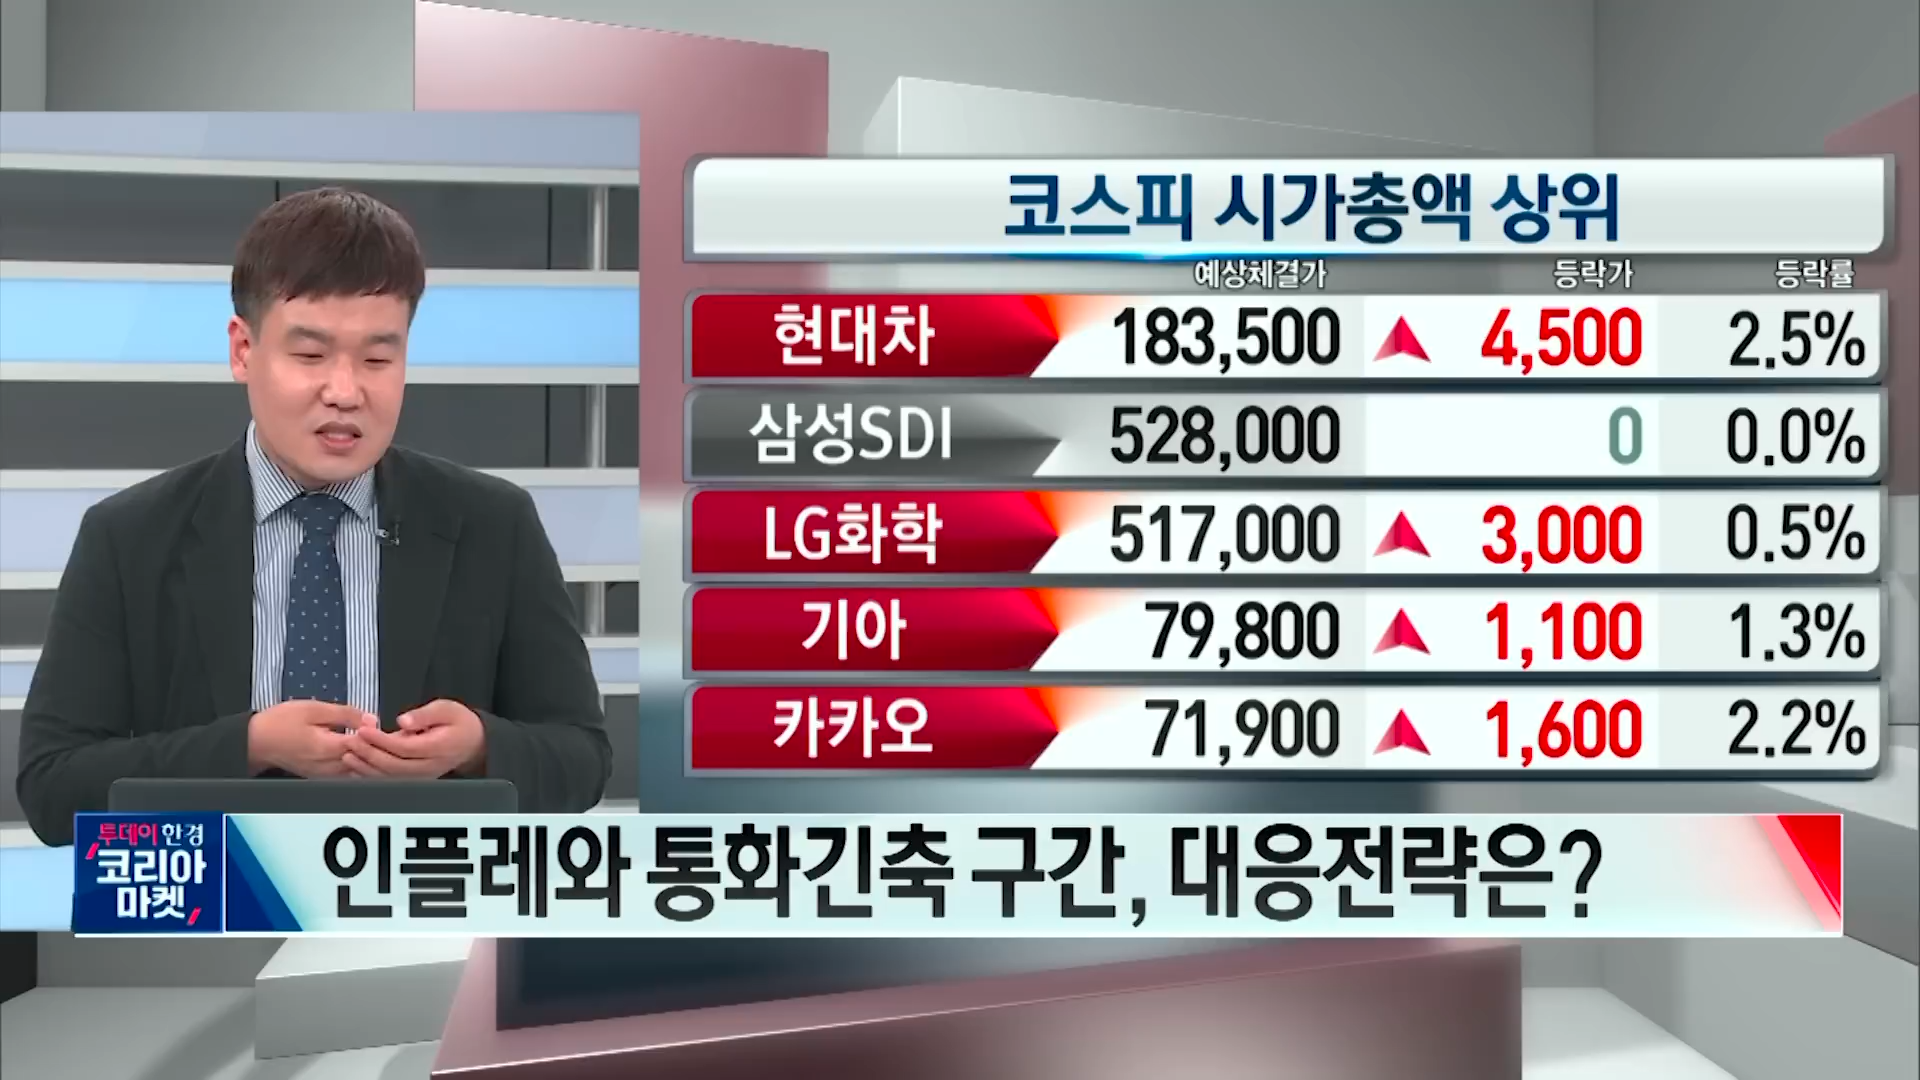 코스피 시가총액 상위
예상체결가 등락가 등락률
현대차 183,500 ▲ 4,500 2.5%
삼성SDI 528,000 0 0.0%
LG화학 517,000 ▲ 3,000 0.5%
기아 79,800 ▲ 1,100 1.3%
카카오 71,900 ▲ 1,600 2.2%
투데이 한경
코리아
마켓
인플레와 통화긴축 구간, 대응전략은?